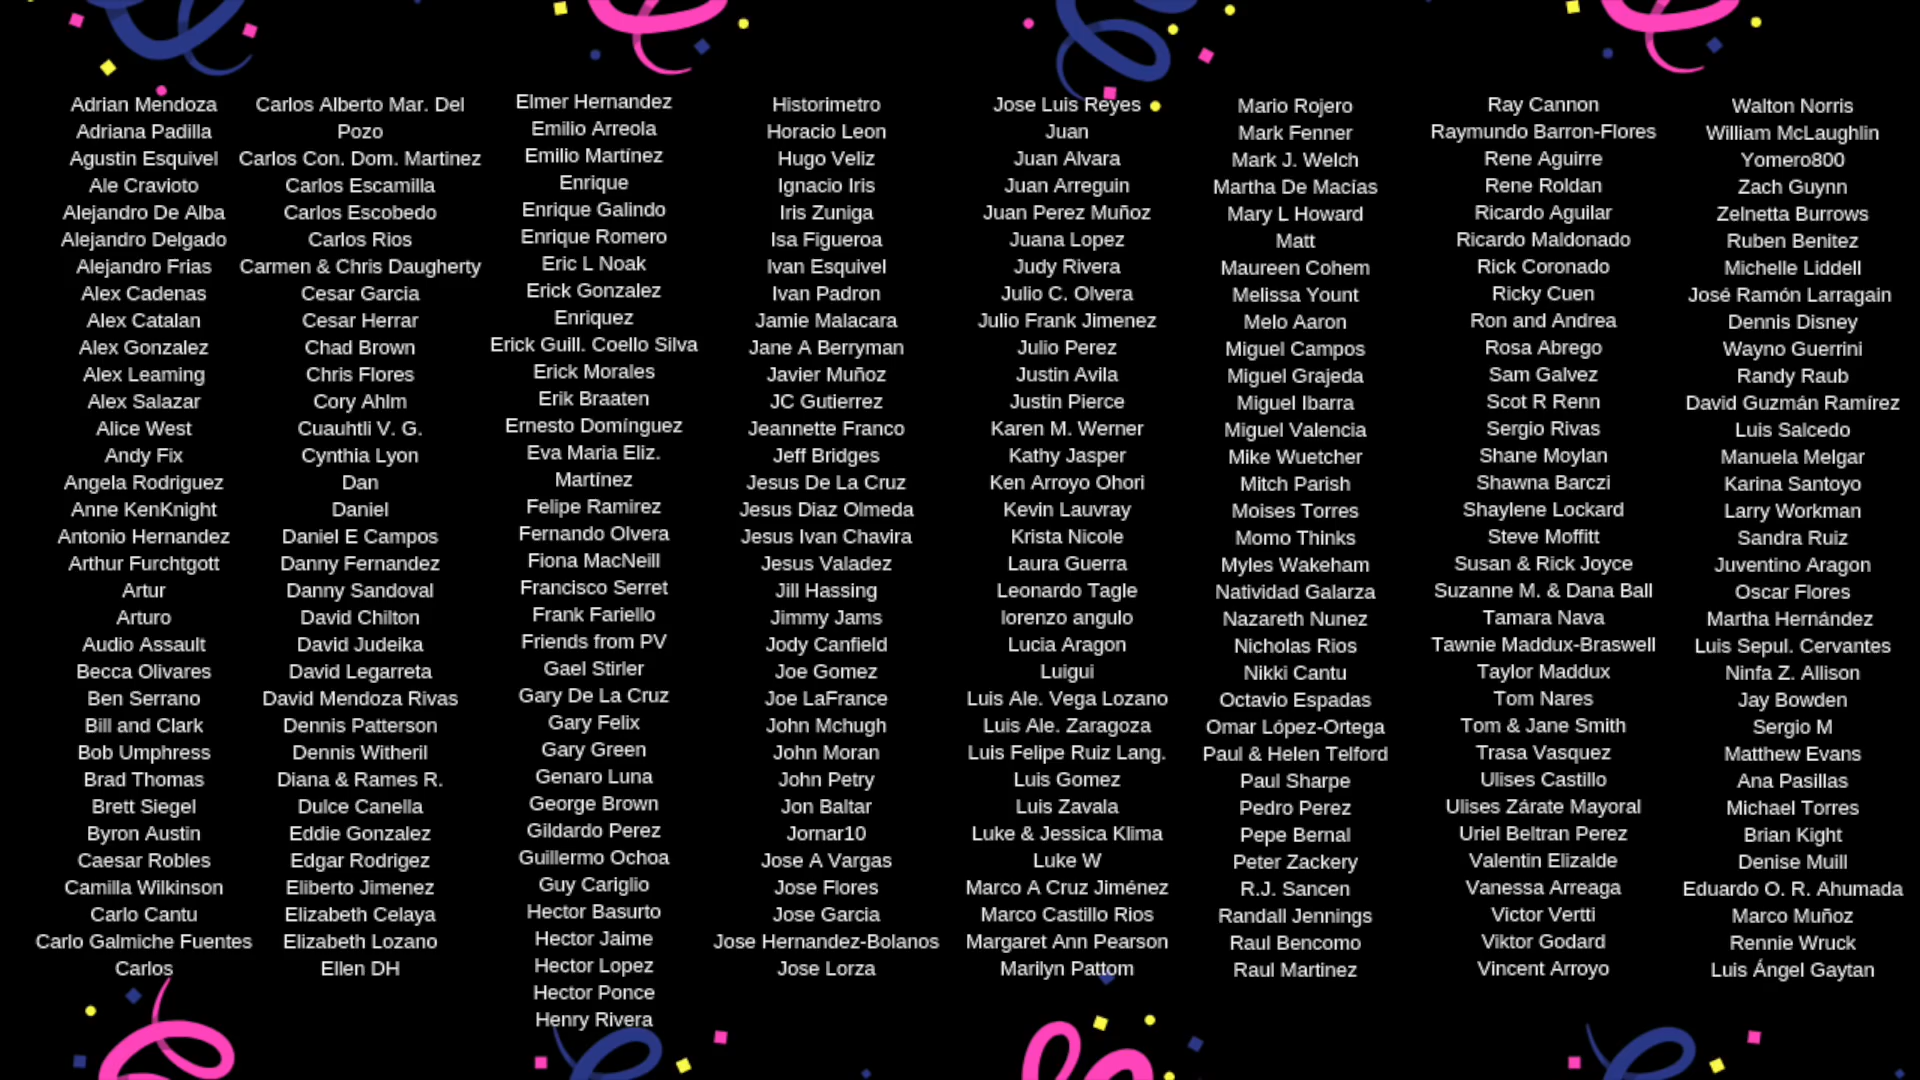 Adrian Mendoza
Adriana Padilla
Agustin Esquivel
Ale Cravioto
Alejandro De Alba
Alejandro Delgado
Alejandro Frias
Alex Cadenas
Alex Catalan
Alex Gonzalez
Alex Leaming
Alex Salazar
Alice West
Andy Fix
Angela Rodriguez
Anne KenKnight
Antonio Hernandez
Arthur Furchtgott
Artur
Arturo
Audio Assault
Becca Olivares
Ben Serrano
Bill and Clark
Bob Umphress
Brad Thomas
Brett Siegel
Byron Austin
Caesar Robles
Camilla Wilkinson
Carlo Cantu
Carlo Galmiche Fuentes
Carlos
Carlos Alberto Mar. Del
Pozo
Carlos Con. Dom. Martinez
Carlos Escamilla
Carlos Escobedo
Carlos Rios
Carmen & Chris Daugherty
Cesar Garcia
Cesar Herrar
Chad Brown
Chris Flores
Cory Ahlm
Cuauhtli V. G.
Cynthia Lyon
Dan
Daniel
Daniel E Campos
Danny Fernandez
Danny Sandoval
David Chilton
David Judeika
David Legarreta
David Mendoza Rivas
Dennis Patterson
Dennis Witheril
Diana & Rames R.
Dulce Canella
Eddie Gonzalez
Edgar Rodrigez
Eliberto Jimenez
Elizabeth Celaya
Elizabeth Lozano
Ellen DH
Elmer Hernandez
Emilio Arreola
Emilio Martínez
Enrique
Enrique Galindo
Enrique Romero
Eric L Noak
Erick Gonzalez
Enriquez
Erick Guill. Coello Silva
Erick Morales
Erik Braaten
Ernesto Domínguez
Eva Maria Eliz.
Martínez
Felipe Ramirez
Fernando Olvera
Fiona MacNeill
Francisco Serret
Frank Fariello
Friends from PV
Gael Stirler
Gary De La Cruz
Gary Felix
Gary Green
Genaro Luna
George Brown
Gildardo Perez
Guillermo Ochoa
Guy Cariglio
Hector Basurto
Hector Jaime
Hector Lopez
Hector Ponce
Henry Rivera
Historimetro
Horacio Leon
Hugo Veliz
Ignacio Iris
Iris Zuniga
Isa Figueroa
Ivan Esquivel
Ivan Padron
Jamie Malacara
Jane A Berryman
Javier Muñoz
JC Gutierrez
Jeannette Franco
Jeff Bridges
Jesus De La Cruz
Jesus Diaz Olmeda
Jesus Ivan Chavira
Jesus Valadez
Jill Hassing
Jimmy Jams
Jody Canfield
Joe Gomez
Joe LaFrance
John Mchugh
John Moran
John Petry
Jon Baltar
Jornar10
Jose A Vargas
Jose Flores
Jose Garcia
Jose Hernandez-Bolanos
Jose Lorza
Jose Luis Reyes
Juan
Juan Alvara
Juan Arreguin
Juan Perez Muñoz
Juana Lopez
Judy Rivera
Julio C. Olvera
Julio Frank Jimenez
Julio Perez
Justin Avila
Justin Pierce
Karen M. Werner
Kathy Jasper
Ken Arroyo Ohori
Kevin Lauvray
Krista Nicole
Laura Guerra
Leonardo Tagle
lorenzo angulo
Lucia Aragon
Luigui
Luis Ale. Vega Lozano
Luis Ale. Zaragoza
Luis Felipe Ruiz Lang.
Luis Gomez
Luis Zavala
Luke & Jessica Klima
Luke W
Marco A Cruz Jiménez
Marco Castillo Rios
Margaret Ann Pearson
Marilyn Pattom
Mario Rojero
Mark Fenner
Mark J. Welch
Martha De Macías
Mary L Howard
Matt
Maureen Cohem
Melissa Yount
Melo Aaron
Miguel Campos
Miguel Grajeda
Miguel Ibarra
Miguel Valencia
Mike Wuetcher
Mitch Parish
Moises Torres
Momo Thinks
Myles Wakeham
Natividad Galarza
Nazareth Nunez
Nicholas Rios
Nikki Cantu
Octavio Espadas
Omar López-Ortega
Paul & Helen Telford
Paul Sharpe
Pedro Perez
Pepe Bernal
Peter Zackery
R.J. Sancen
Randall Jennings
Raul Bencomo
Raul Martinez
Ray Cannon
Raymundo Barron-Flores
Rene Aguirre
Rene Roldan
Ricardo Aguilar
Ricardo Maldonado
Rick Coronado
Ricky Cuen
Ron and Andrea
Rosa Abrego
Sam Galvez
Scot R Renn
Sergio Rivas
Shane Moylan
Shawna Barczi
Shaylene Lockard
Steve Moffitt
Susan & Rick Joyce
Suzanne M. & Dana Ball
Tamara Nava
Tawnie Maddux-Braswell
Taylor Maddux
Tom Nares
Tom & Jane Smith
Trasa Vasquez
Ulises Castillo
Ulises Zárate Mayoral
Uriel Beltran Perez
Valentin Elizalde
Vanessa Arreaga
Victor Vertti
Viktor Godard
Vincent Arroyo
Walton Norris
William McLaughlin
Yomero800
Zach Guynn
Zelnetta Burrows
Ruben Benitez
Michelle Liddell
José Ramón Larragain
Dennis Disney
Wayno Guerrini
Randy Raub
David Guzmán Ramírez
Luis Salcedo
Manuela Melgar
Karina Santoyo
Larry Workman
Sandra Ruiz
Juventino Aragon
Oscar Flores
Martha Hernández
Luis Sepul. Cervantes
Ninfa Z. Allison
Jay Bowden
Sergio M
Matthew Evans
Ana Pasillas
Michael Torres
Brian Kight
Denise Muill
Eduardo O. R. Ahumada
Marco Muñoz
Rennie Wruck
Luis Ángel Gaytan